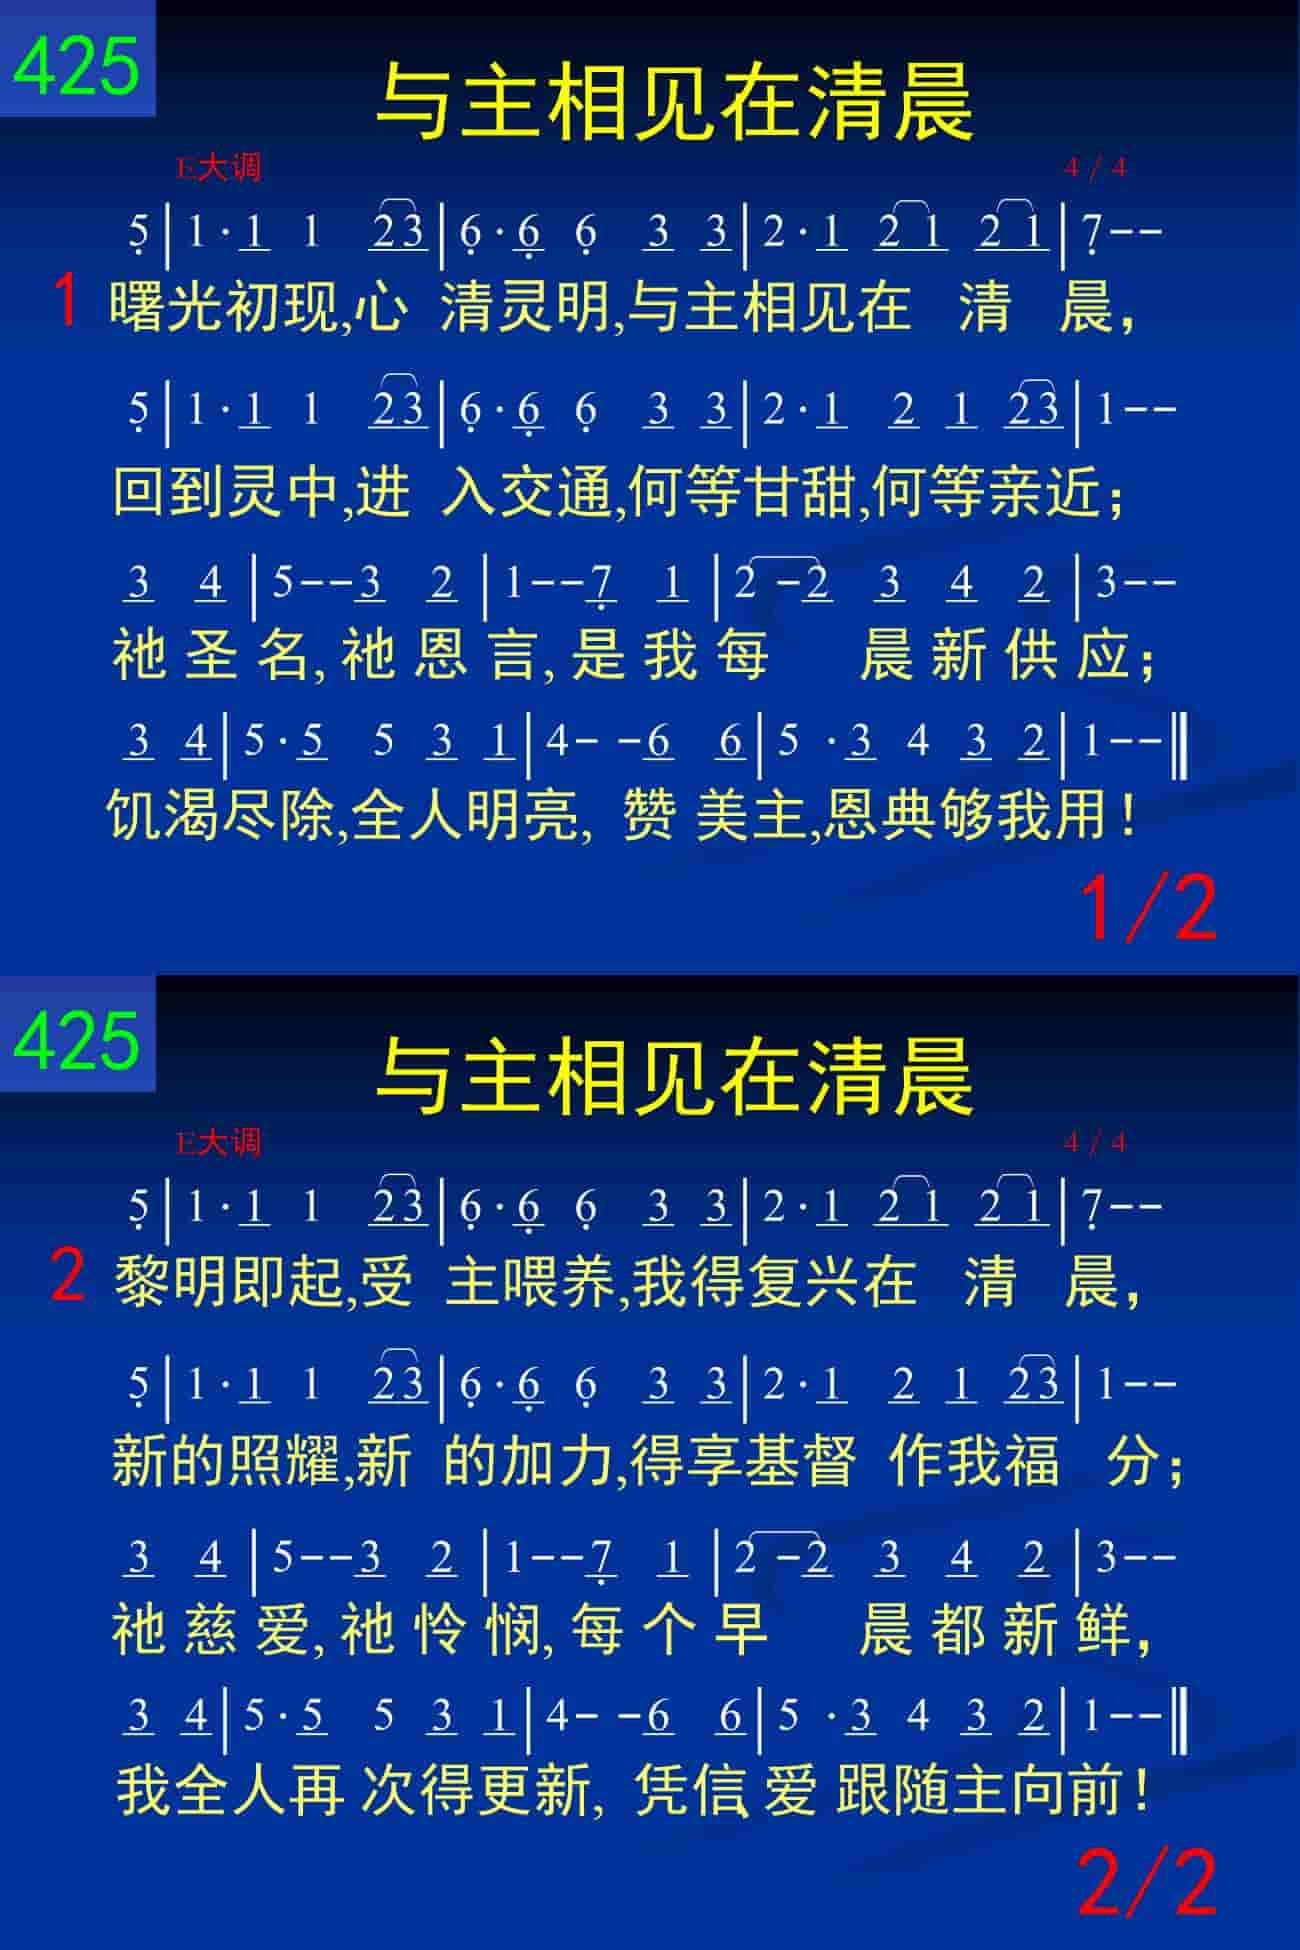 425
与主相见在清晨
E大调 4/4
5̣ | 1· 1̲ 1 2̲3̲ | 6̣· 6̲̣ 6̣ 3̲ 3̲ | 2· 1̲ 2̲1̲ 2̲1̲ | 7̣--
1 曙光初现,心 清灵明,与主相见在 清 晨,
5̣ | 1· 1̲ 1 2̲3̲ | 6̣· 6̲̣ 6̣ 3̲ 3̲ | 2· 1̲ 2̲ 1̲ 2̲3̲ | 1--
回到灵中,进 入交通,何等甘甜,何等亲近;
3̲ 4̲ | 5--3̲ 2̲ | 1--7̲̣ 1̲ | 2 -2̲ 3̲ 4̲ 2̲ | 3--
祂 圣 名, 祂 恩 言, 是 我 每 晨 新 供 应;
3̲ 4̲ | 5· 5̲ 5 3̲ 1̲ | 4- -6̲ 6̲ | 5 ·3̲ 4 3̲ 2̲ | 1--‖
饥渴尽除,全人明亮, 赞 美主,恩典够我用!
1/2
425
与主相见在清晨
E大调 4/4
5̣ | 1· 1̲ 1 2̲3̲ | 6̣· 6̲̣ 6̣ 3̲ 3̲ | 2· 1̲ 2̲1̲ 2̲1̲ | 7̣--
2 黎明即起,受 主喂养,我得复兴在 清 晨,
5̣ | 1· 1̲ 1 2̲3̲ | 6̣· 6̲̣ 6̣ 3̲ 3̲ | 2· 1̲ 2̲ 1̲ 2̲3̲ | 1--
新的照耀,新 的加力,得享基督 作我福 分;
3̲ 4̲ | 5--3̲ 2̲ | 1--7̲̣ 1̲ | 2 -2̲ 3̲ 4̲ 2̲ | 3--
祂 慈 爱, 祂 怜 悯, 每 个 早 晨 都 新 鲜,
3̲ 4̲ | 5· 5̲ 5 3̲ 1̲ | 4- -6̲ 6̲ | 5 ·3̲ 4 3̲ 2̲ | 1--‖
我全人再 次得更新, 凭信、爱 跟随主向前!
2/2